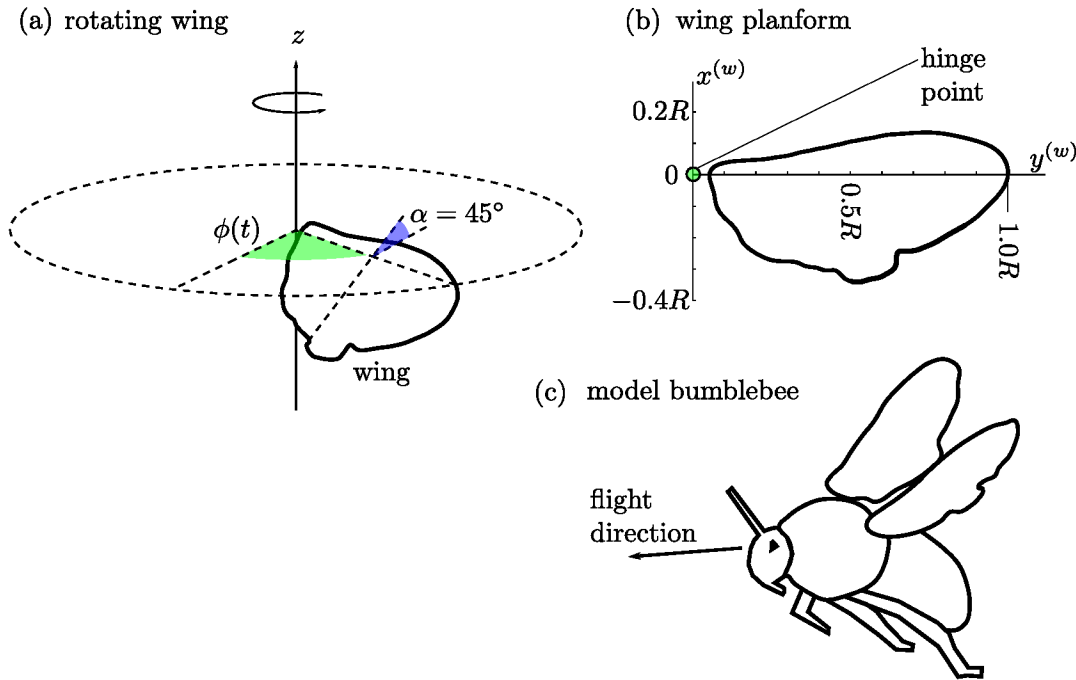 (a) rotating wing
z
ϕ(t)
α = 45°
wing
(b) wing planform
hinge
point
x⁽ʷ⁾
0.2R
y⁽ʷ⁾
0
0.5R
1.0R
−0.4R
(c) model bumblebee
flight
direction